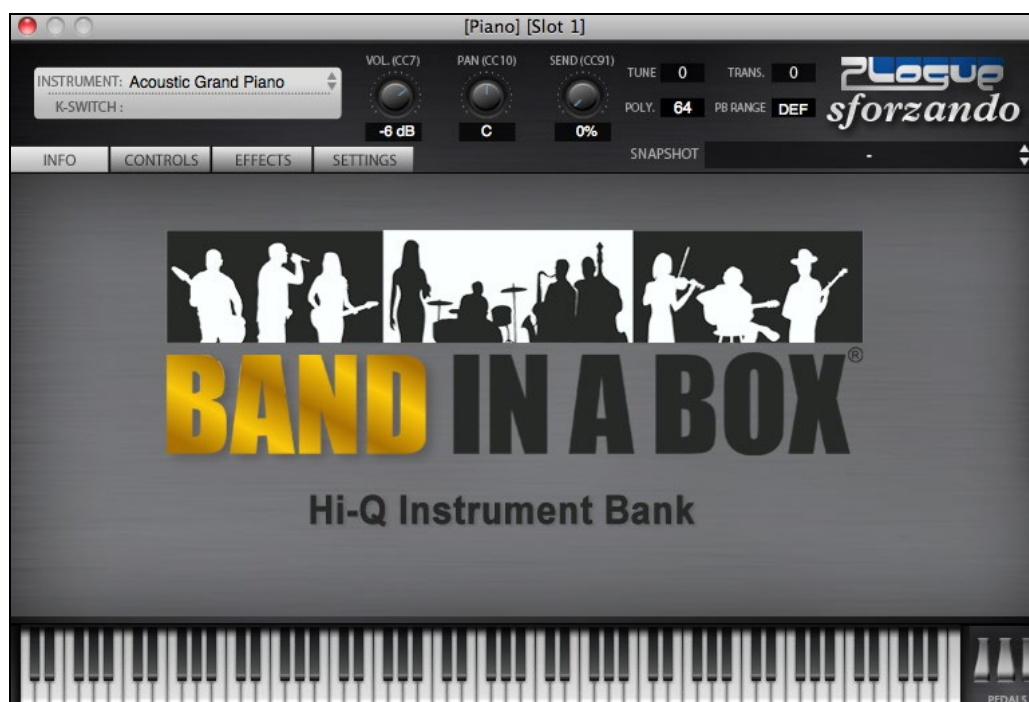 [Piano] [Slot 1]
INSTRUMENT: Acoustic Grand Piano
K-SWITCH :
VOL. (CC7)
-6 dB
PAN (CC10)
C
SEND (CC91)
0%
TUNE 0 TRANS. 0
POLY. 64 PB RANGE DEF
Plogue
sforzando
INFO CONTROLS EFFECTS SETTINGS
SNAPSHOT -
BAND IN A BOX®
Hi-Q Instrument Bank
PEDALS